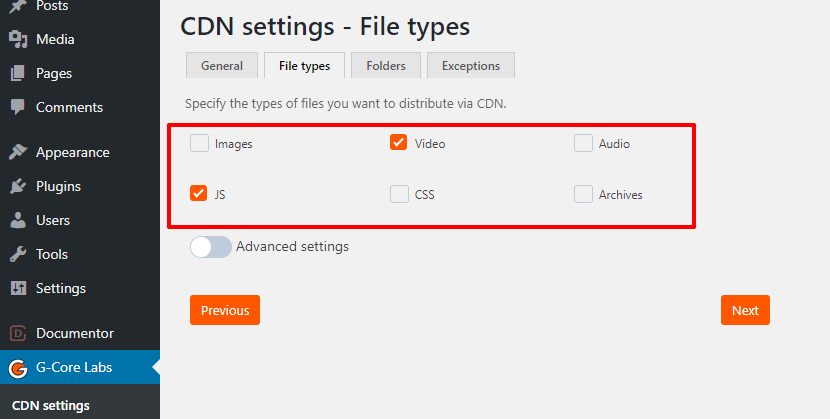 Posts
Media
Pages
Comments
Appearance
Plugins
Users
Tools
Settings
Documentor
G-Core Labs
CDN settings
CDN settings - File types
General File types Folders Exceptions
Specify the types of files you want to distribute via CDN.
Images Video Audio
JS CSS Archives
Advanced settings
Previous Next